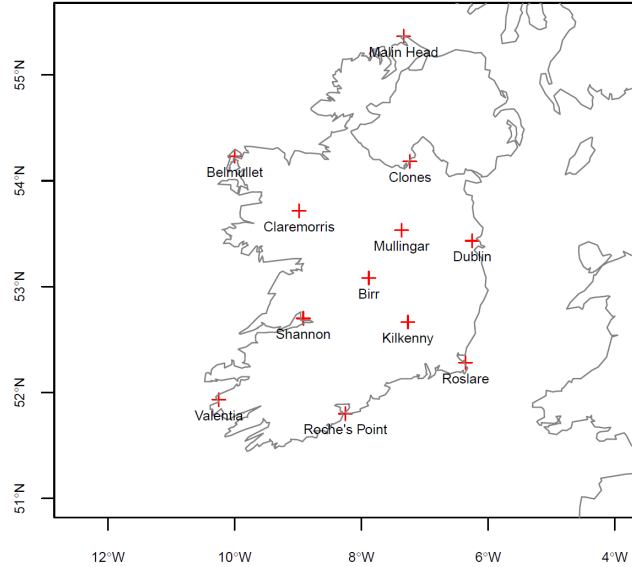 Malin Head
55°N
Belmullet
Clones
54°N
Claremorris
Mullingar
Dublin
53°N
Birr
Shannon
Kilkenny
Roslare
52°N
Valentia
Roche's Point
51°N
12°W 10°W 8°W 6°W 4°W